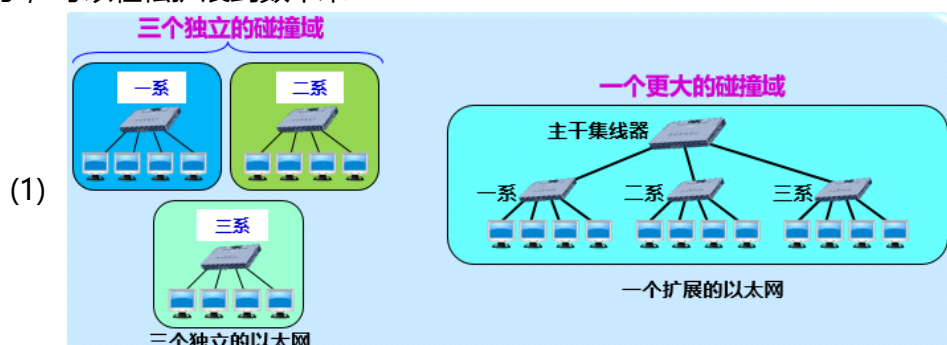 三个独立的碰撞域
一系
二系
三系
三个独立的以太网
(1)
一个更大的碰撞域
主干集线器
一系
二系
三系
一个扩展的以太网